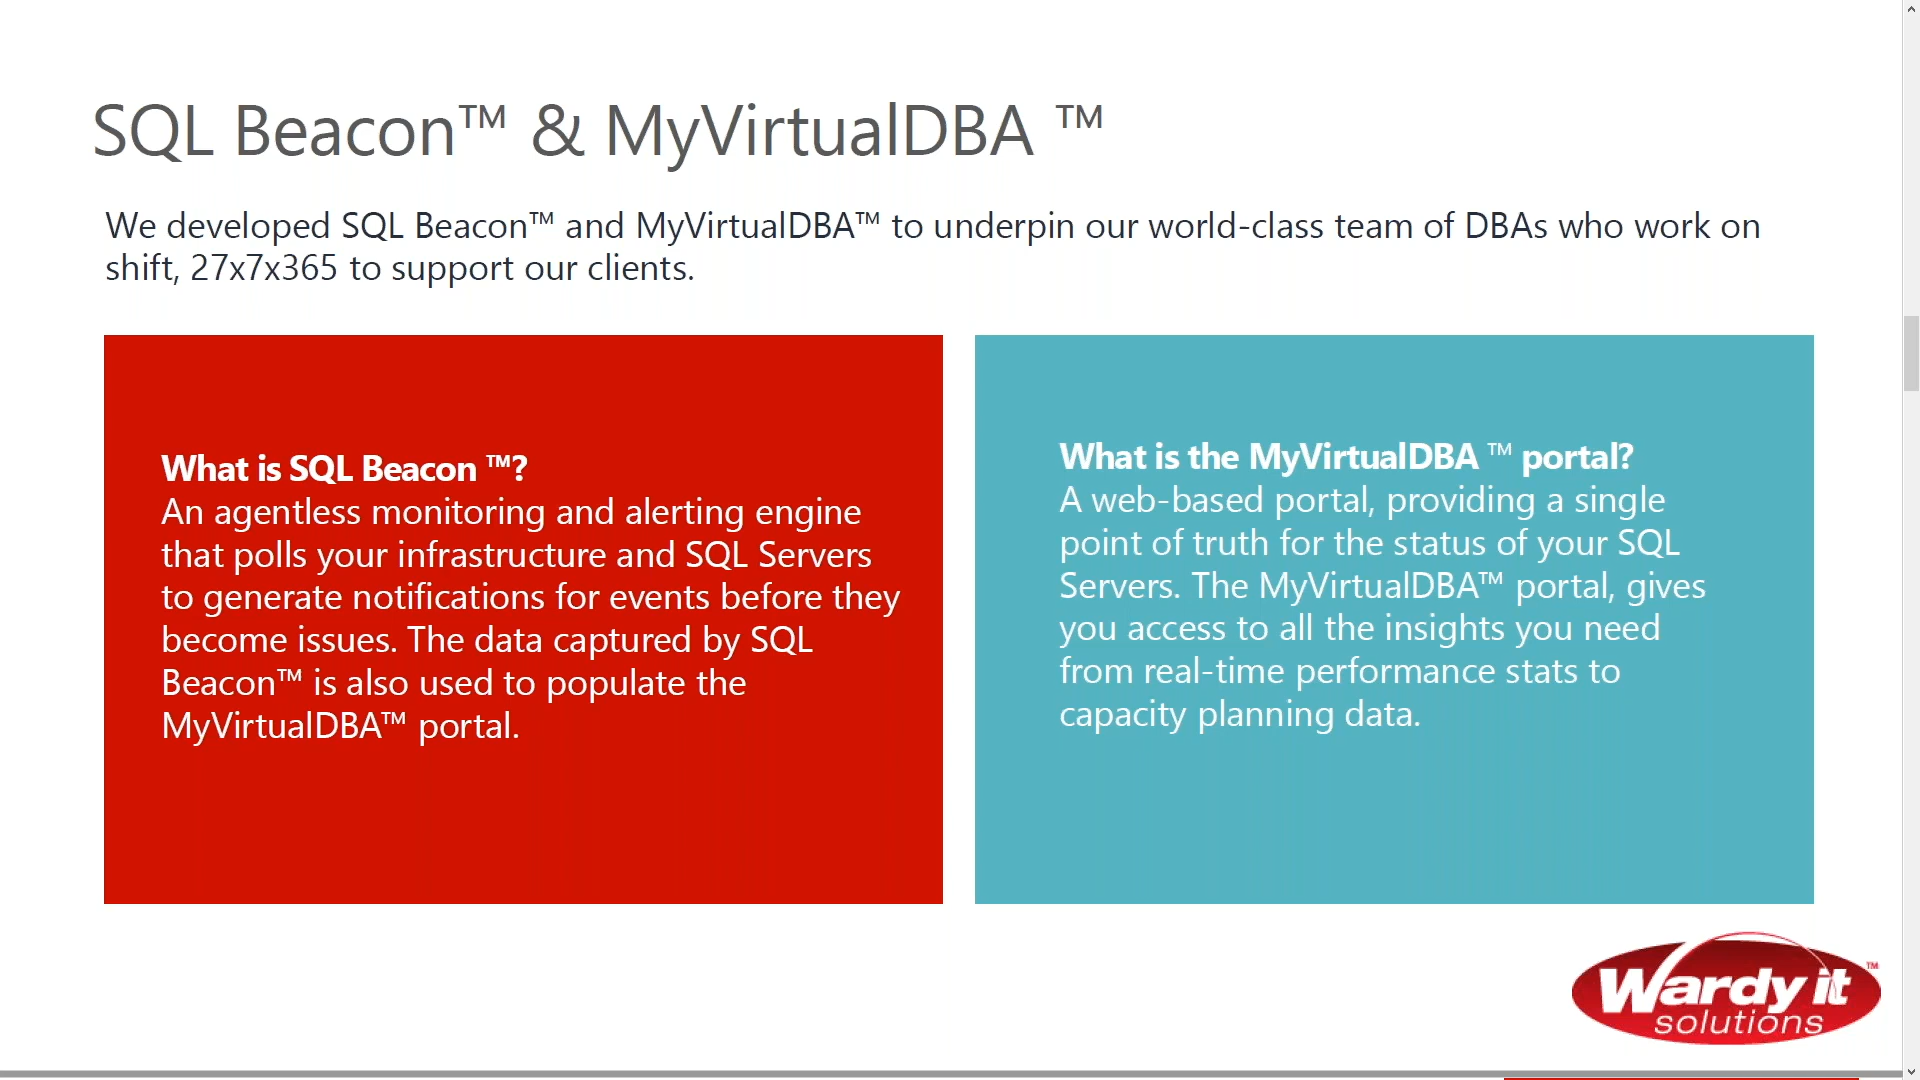 SQL Beacon™ & MyVirtualDBA ™
We developed SQL Beacon™ and MyVirtualDBA™ to underpin our world-class team of DBAs who work on
shift, 27x7x365 to support our clients.
What is SQL Beacon ™?
An agentless monitoring and alerting engine
that polls your infrastructure and SQL Servers
to generate notifications for events before they
become issues. The data captured by SQL
Beacon™ is also used to populate the
MyVirtualDBA™ portal.
What is the MyVirtualDBA ™ portal?
A web-based portal, providing a single
point of truth for the status of your SQL
Servers. The MyVirtualDBA™ portal, gives
you access to all the insights you need
from real-time performance stats to
capacity planning data.
Wardy it ™
solutions